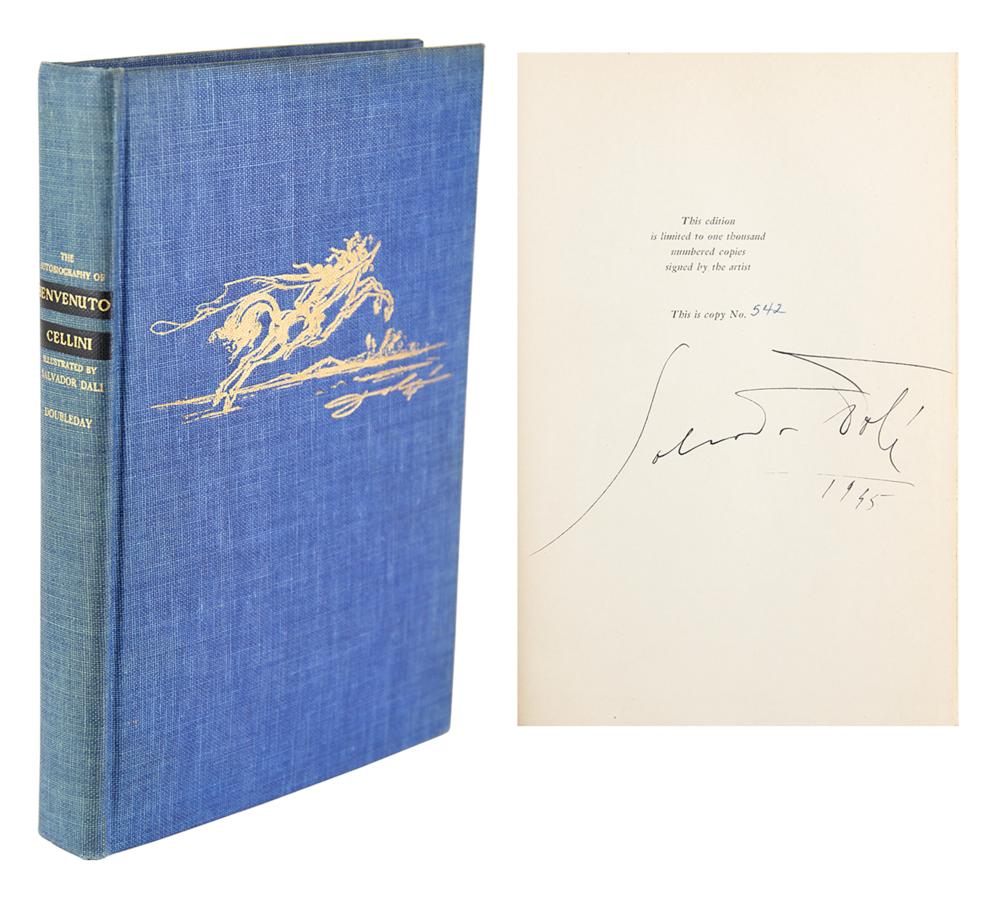 THE
AUTOBIOGRAPHY OF
BENVENUTO
CELLINI
ILLUSTRATED BY
SALVADOR DALI
DOUBLEDAY
This edition
is limited to one thousand
numbered copies
signed by the artist
This is copy No. 542
Salvador Dalí
1945